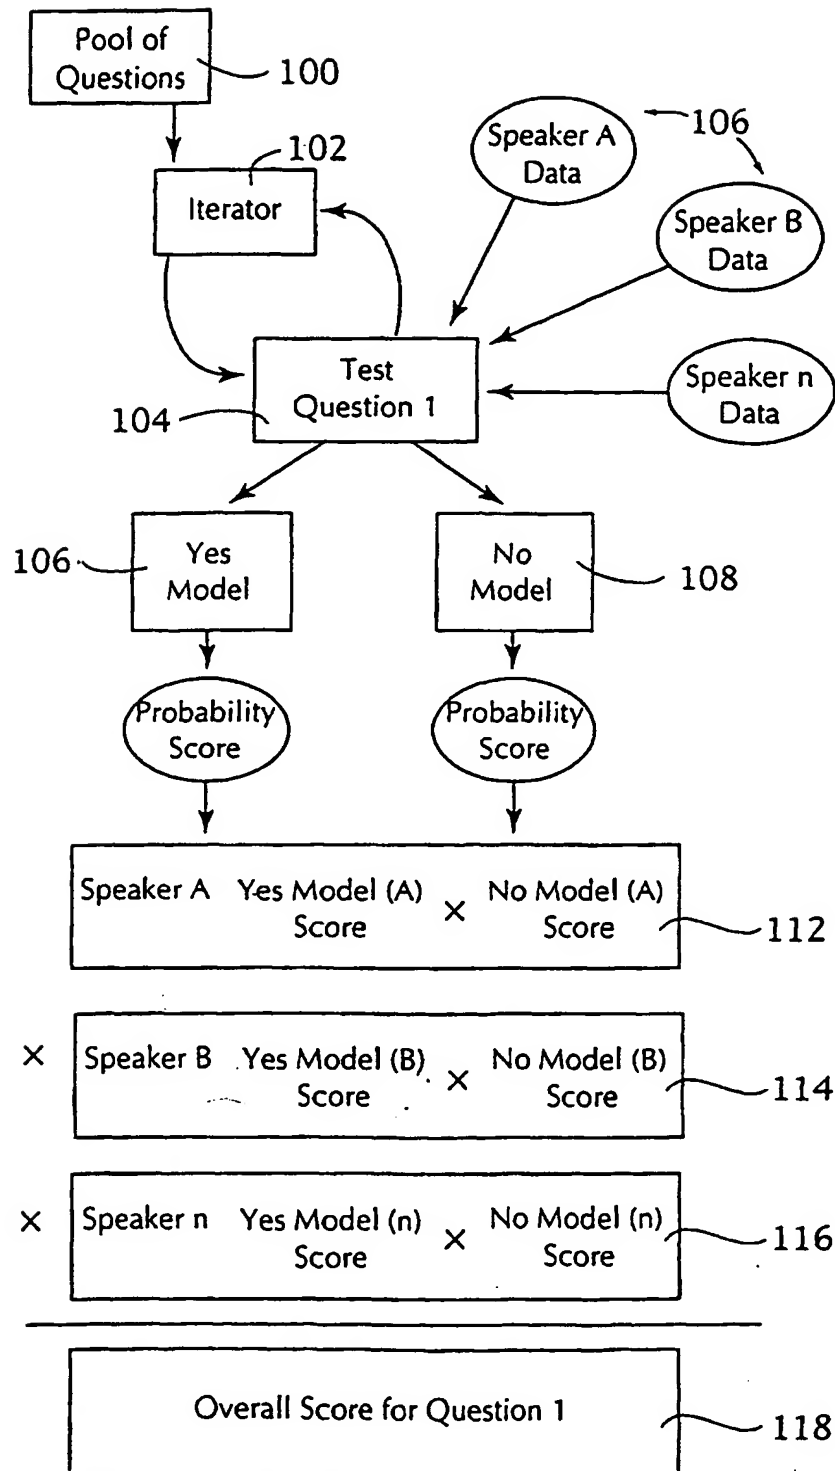 Pool of
Questions
100
102
Iterator
Speaker A
Data
106
Speaker B
Data
Test
Question 1
104
Speaker n
Data
Yes
Model
106
No
Model
108
Probability
Score
Probability
Score
Speaker A Yes Model (A) × No Model (A)
Score Score
112
× Speaker B Yes Model (B) × No Model (B)
Score Score
114
× Speaker n Yes Model (n) × No Model (n)
Score Score
116
Overall Score for Question 1
118